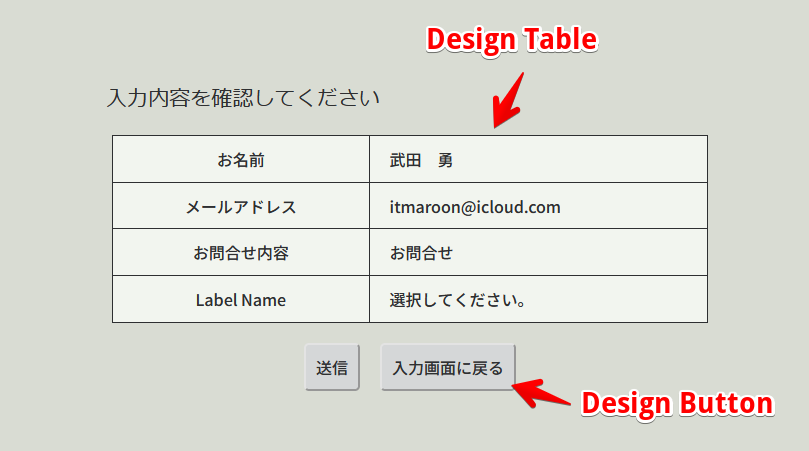 Design Table
入力内容を確認してください
お名前 武田　勇
メールアドレス itmaroon@icloud.com
お問合せ内容 お問合せ
Label Name 選択してください。
送信 入力画面に戻る
Design Button